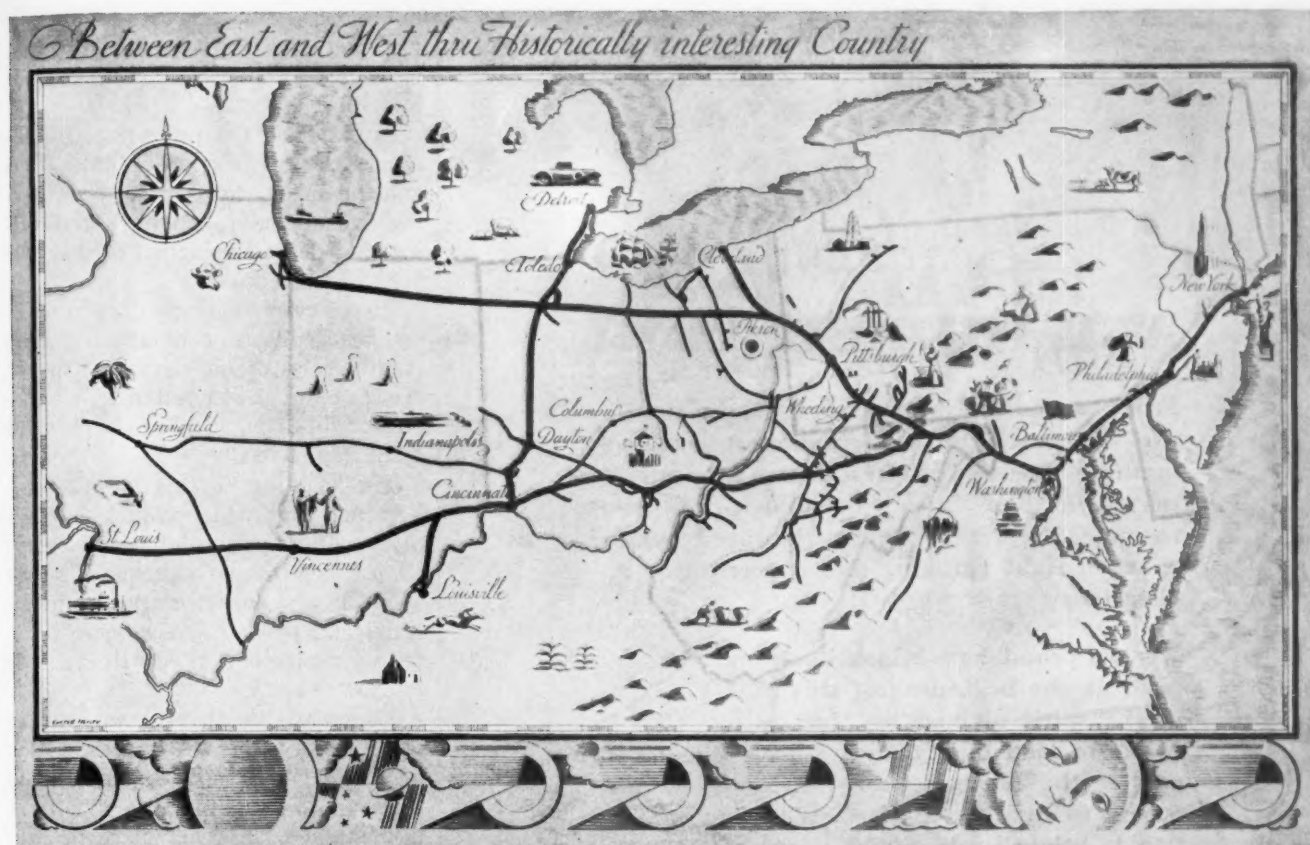 Between East and West thru Historically interesting Country
Detroit
Chicago
Toledo
Cleveland
New York
Akron
Pittsburgh
Philadelphia
Columbus
Wheeling
Springfield
Indianapolis
Dayton
Baltimore
Cincinnati
Washington
St. Louis
Vincennes
Louisville